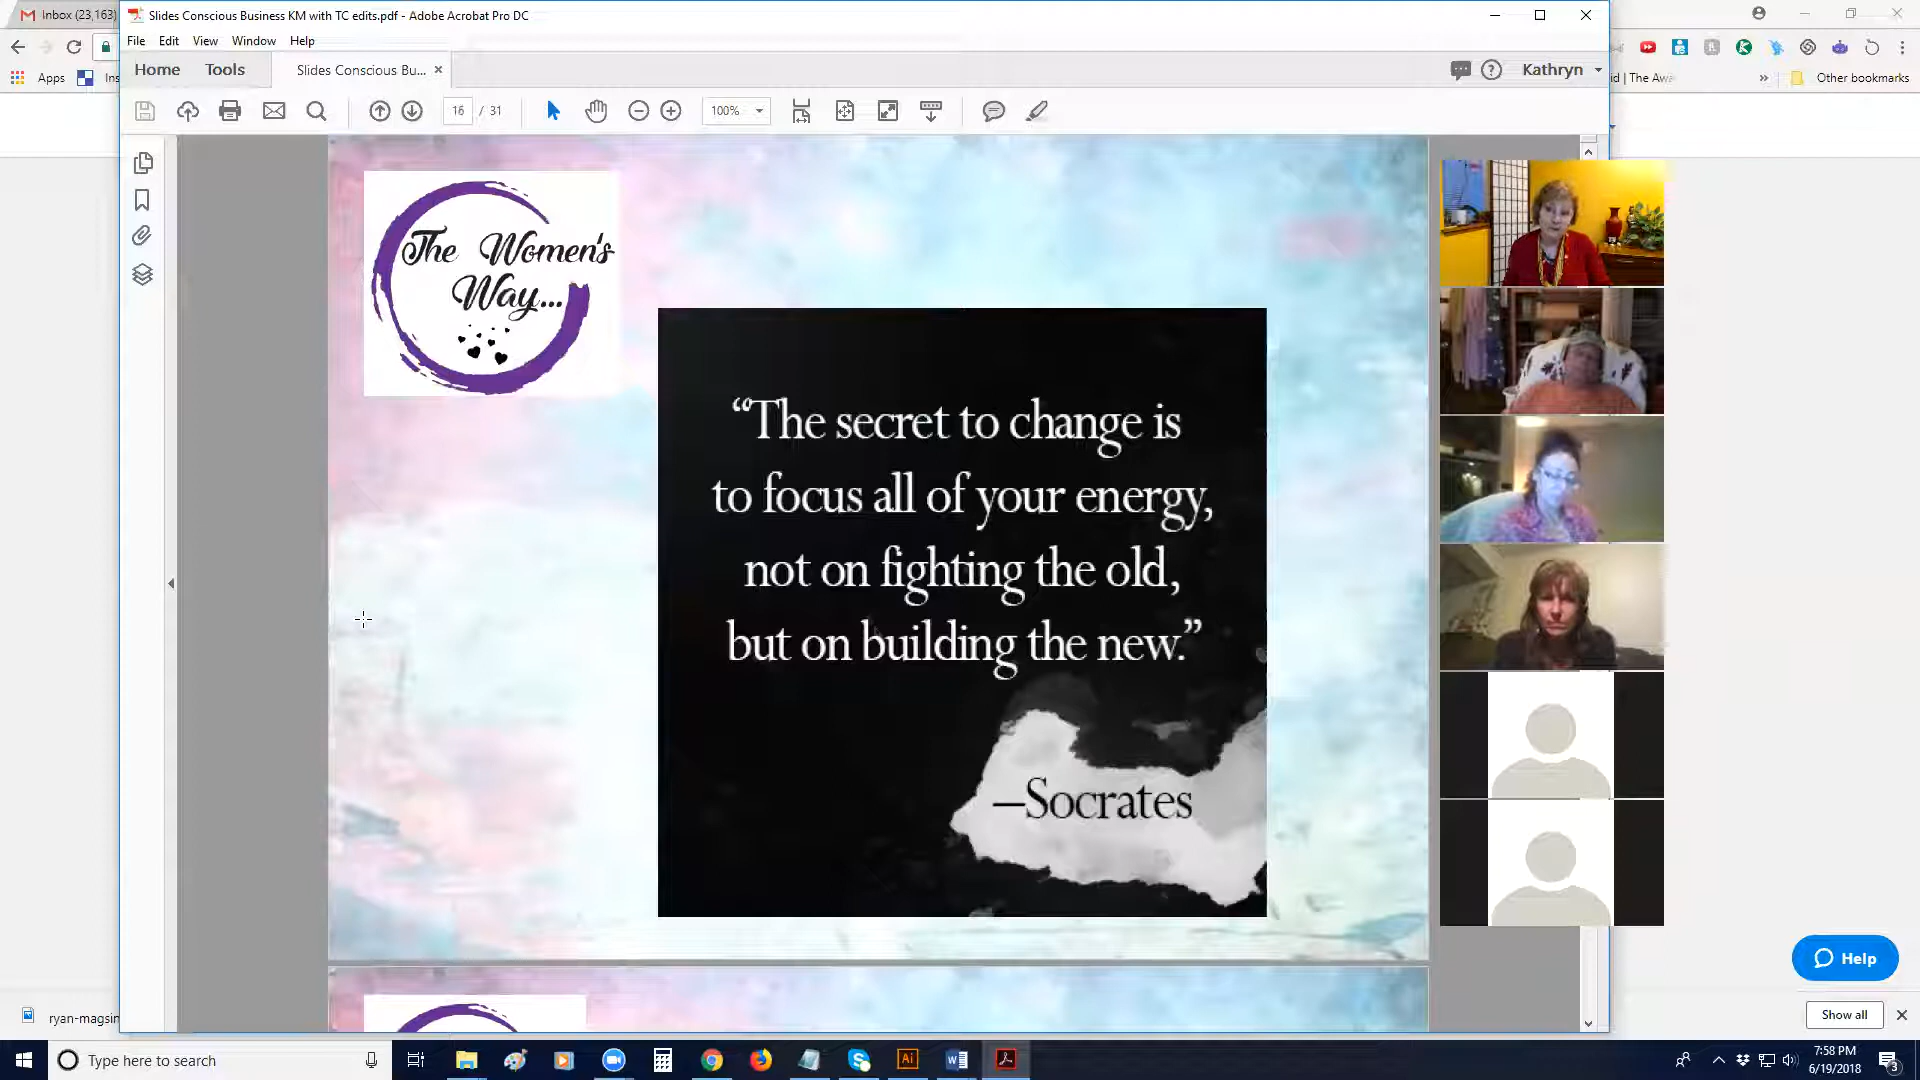 Inbox (23,163)
Slides Conscious Business KM with TC edits.pdf - Adobe Acrobat Pro DC
File Edit View Window Help
Home Tools Slides Conscious Bu... Kathryn
Apps Ins
Other bookmarks
16 / 31 100%
The Women's
Way...
“The secret to change is
to focus all of your energy,
not on fighting the old,
but on building the new.”
—Socrates
Help
ryan-magsin
Show all
Type here to search
7:58 PM
6/19/2018
3